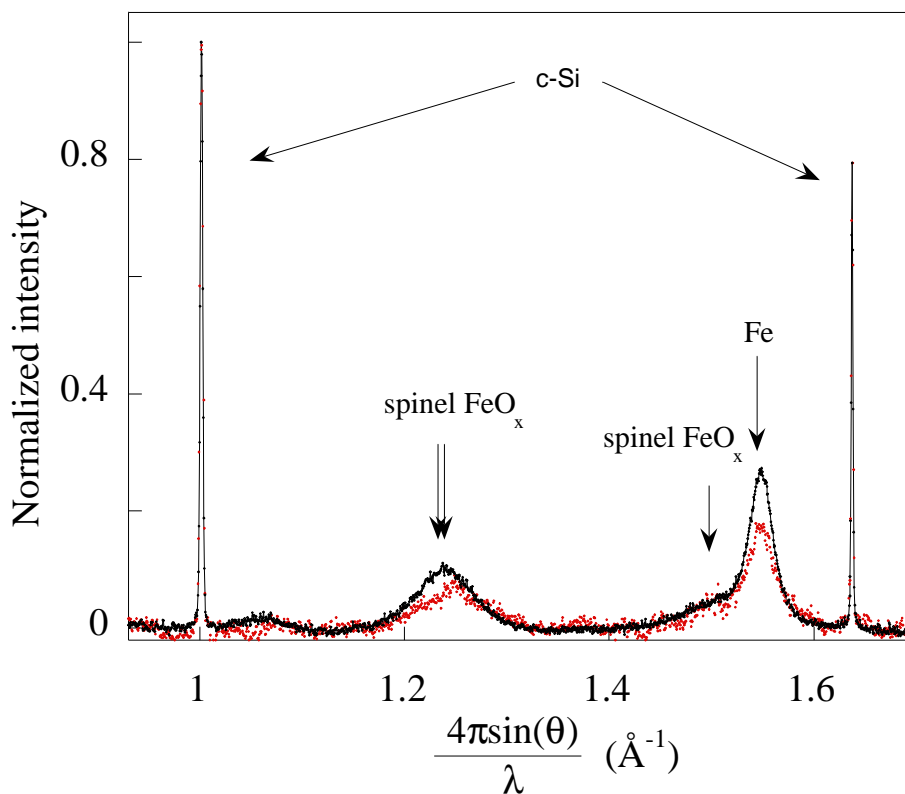 c-Si
0.8
Normalized intensity
Fe
0.4
spinel FeOₓ
spinel FeOₓ
0
1
1.2
1.4
1.6
4πsin(θ)
λ
(Å⁻¹)